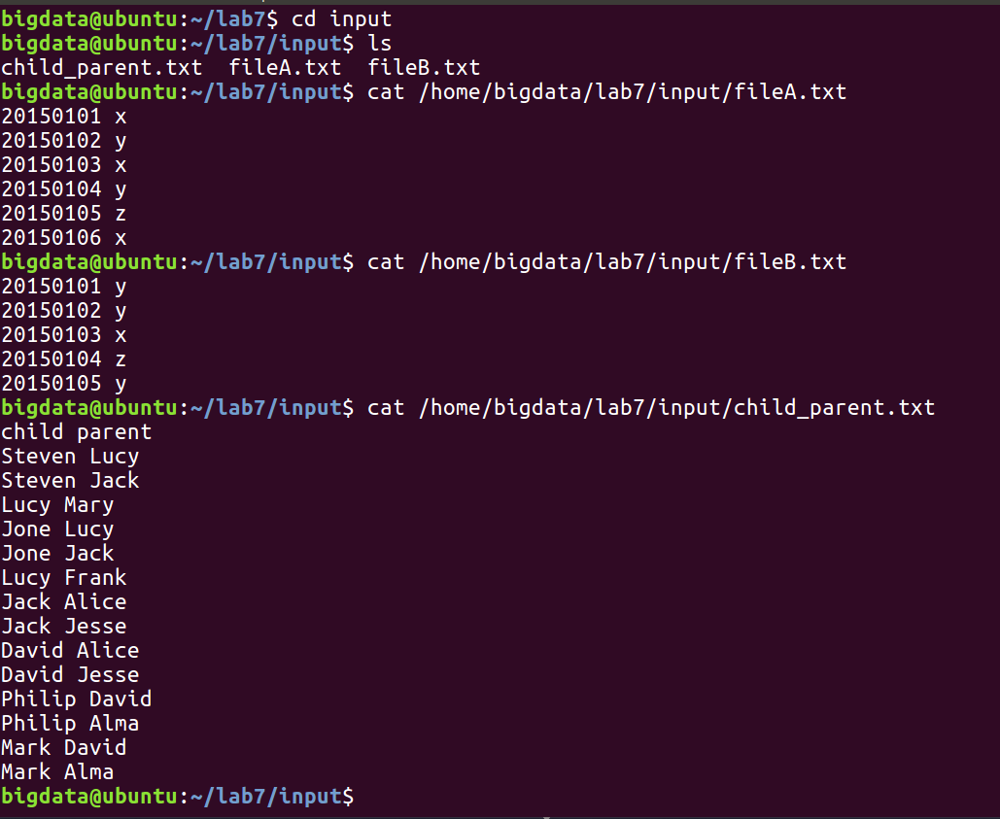 bigdata@ubuntu:~/lab7$ cd input
bigdata@ubuntu:~/lab7/input$ ls
child_parent.txt  fileA.txt  fileB.txt
bigdata@ubuntu:~/lab7/input$ cat /home/bigdata/lab7/input/fileA.txt
20150101 x
20150102 y
20150103 x
20150104 y
20150105 z
20150106 x
bigdata@ubuntu:~/lab7/input$ cat /home/bigdata/lab7/input/fileB.txt
20150101 y
20150102 y
20150103 x
20150104 z
20150105 y
bigdata@ubuntu:~/lab7/input$ cat /home/bigdata/lab7/input/child_parent.txt
child parent
Steven Lucy
Steven Jack
Lucy Mary
Jone Lucy
Jone Jack
Lucy Frank
Jack Alice
Jack Jesse
David Alice
David Jesse
Philip David
Philip Alma
Mark David
Mark Alma
bigdata@ubuntu:~/lab7/input$